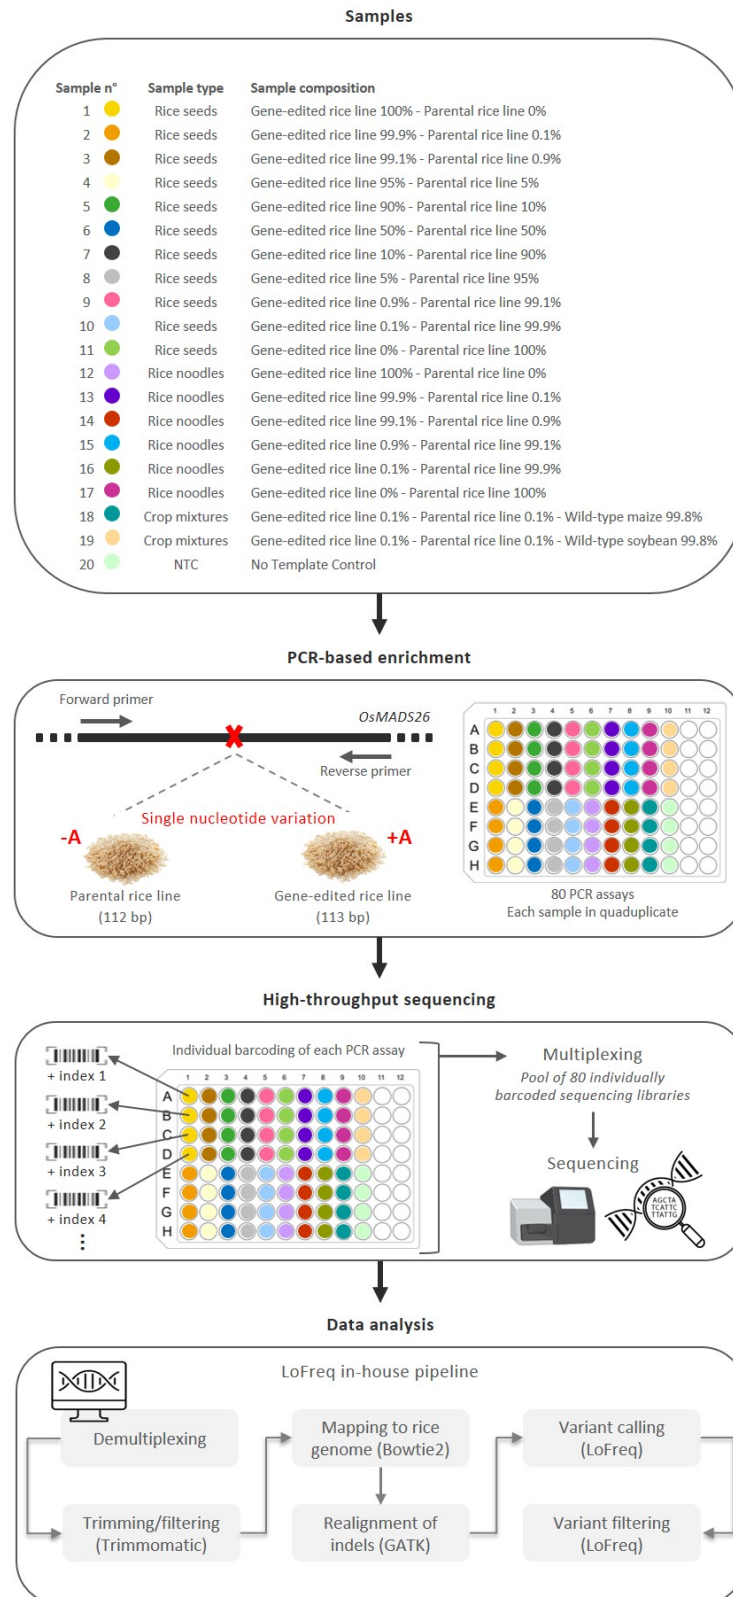 Samples
Sample n° Sample type Sample composition
1 Rice seeds Gene-edited rice line 100% - Parental rice line 0%
2 Rice seeds Gene-edited rice line 99.9% - Parental rice line 0.1%
3 Rice seeds Gene-edited rice line 99.1% - Parental rice line 0.9%
4 Rice seeds Gene-edited rice line 95% - Parental rice line 5%
5 Rice seeds Gene-edited rice line 90% - Parental rice line 10%
6 Rice seeds Gene-edited rice line 50% - Parental rice line 50%
7 Rice seeds Gene-edited rice line 10% - Parental rice line 90%
8 Rice seeds Gene-edited rice line 5% - Parental rice line 95%
9 Rice seeds Gene-edited rice line 0.9% - Parental rice line 99.1%
10 Rice seeds Gene-edited rice line 0.1% - Parental rice line 99.9%
11 Rice seeds Gene-edited rice line 0% - Parental rice line 100%
12 Rice noodles Gene-edited rice line 100% - Parental rice line 0%
13 Rice noodles Gene-edited rice line 99.9% - Parental rice line 0.1%
14 Rice noodles Gene-edited rice line 99.1% - Parental rice line 0.9%
15 Rice noodles Gene-edited rice line 0.9% - Parental rice line 99.1%
16 Rice noodles Gene-edited rice line 0.1% - Parental rice line 99.9%
17 Rice noodles Gene-edited rice line 0% - Parental rice line 100%
18 Crop mixtures Gene-edited rice line 0.1% - Parental rice line 0.1% - Wild-type maize 99.8%
19 Crop mixtures Gene-edited rice line 0.1% - Parental rice line 0.1% - Wild-type soybean 99.8%
20 NTC No Template Control
PCR-based enrichment
Forward primer
OsMADS26
Reverse primer
Single nucleotide variation
-A
+A
Parental rice line
(112 bp)
Gene-edited rice line
(113 bp)
1 2 3 4 5 6 7 8 9 10 11 12
A
B
C
D
E
F
G
H
80 PCR assays
Each sample in quaduplicate
High-throughput sequencing
+ index 1
+ index 2
+ index 3
+ index 4
Individual barcoding of each PCR assay
1 2 3 4 5 6 7 8 9 10 11 12
A
B
C
D
E
F
G
H
Multiplexing
Pool of 80 individually
barcoded sequencing libraries
Sequencing
AGCTA
TCATTC
TTATTG
Data analysis
LoFreq in-house pipeline
Demultiplexing
Trimming/filtering
(Trimmomatic)
Mapping to rice
genome (Bowtie2)
Realignment of
indels (GATK)
Variant calling
(LoFreq)
Variant filtering
(LoFreq)